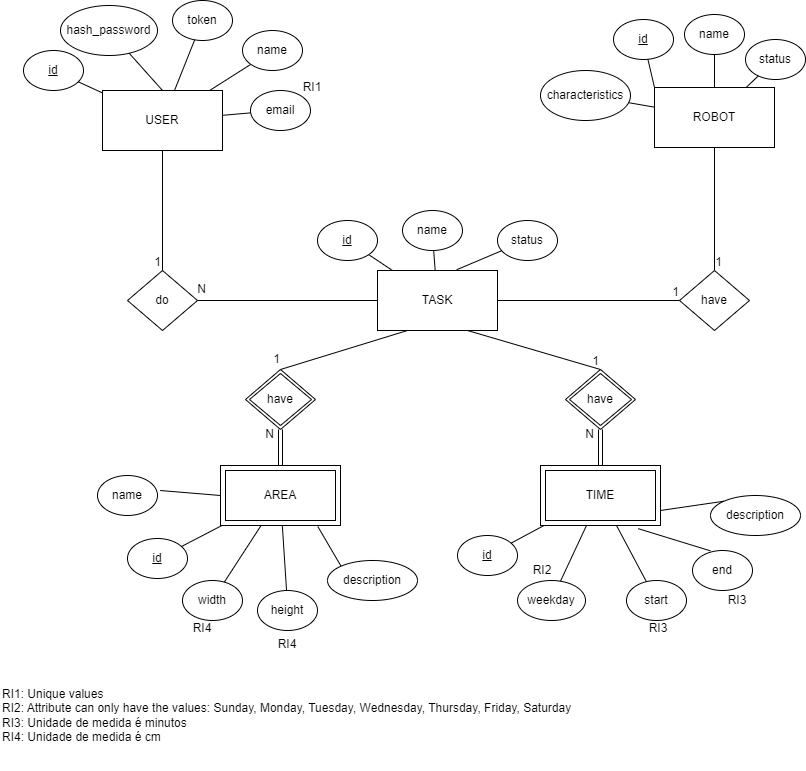 hash_password
token
name
id
email
RI1
USER
id
name
status
characteristics
ROBOT
1
do
N
id
name
status
TASK
1
1
have
1
have
N
1
have
N
name
AREA
id
width
RI4
height
RI4
description
TIME
description
id
RI2
weekday
start
RI3
end
RI3
RI1: Unique values
RI2: Attribute can only have the values: Sunday, Monday, Tuesday, Wednesday, Thursday, Friday, Saturday
RI3: Unidade de medida é minutos
RI4: Unidade de medida é cm